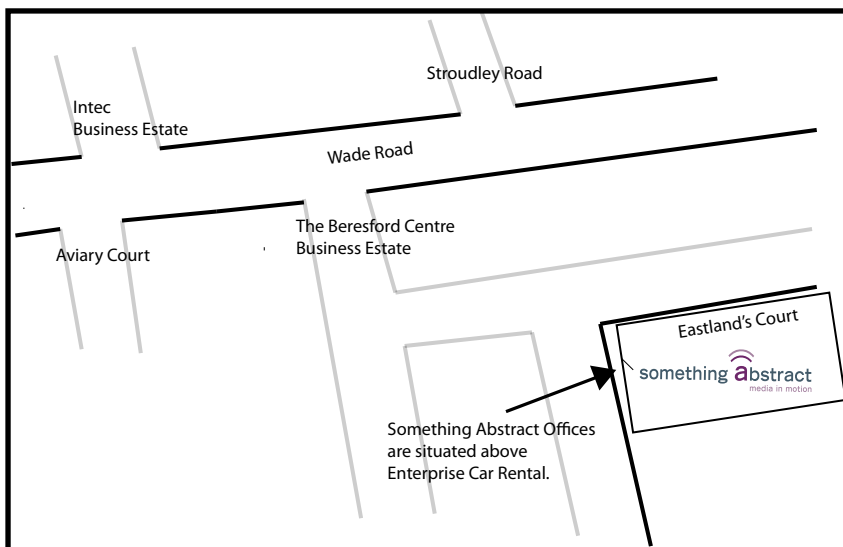 Stroudley Road
Intec
Business Estate
Wade Road
The Beresford Centre
Business Estate
Aviary Court
Eastland's Court
something abstract
media in motion
Something Abstract Offices
are situated above
Enterprise Car Rental.